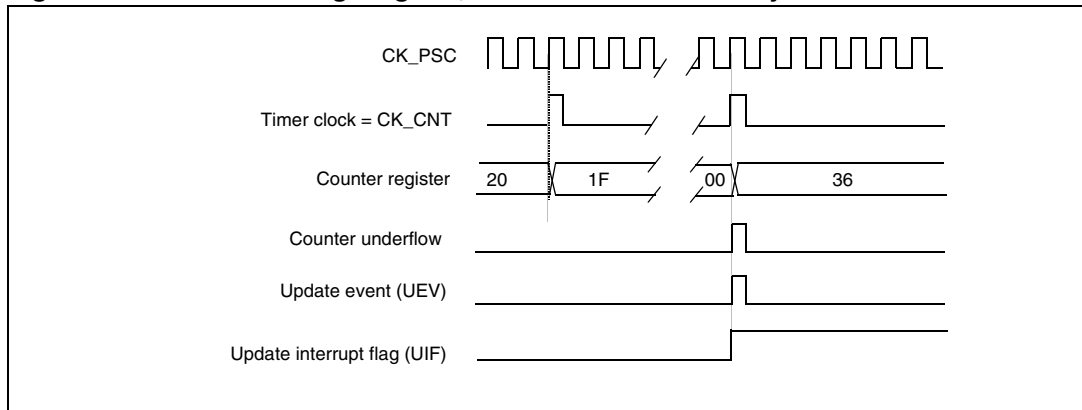 CK_PSC
Timer clock = CK_CNT
Counter register 20 1F 00 36
Counter underflow
Update event (UEV)
Update interrupt flag (UIF)